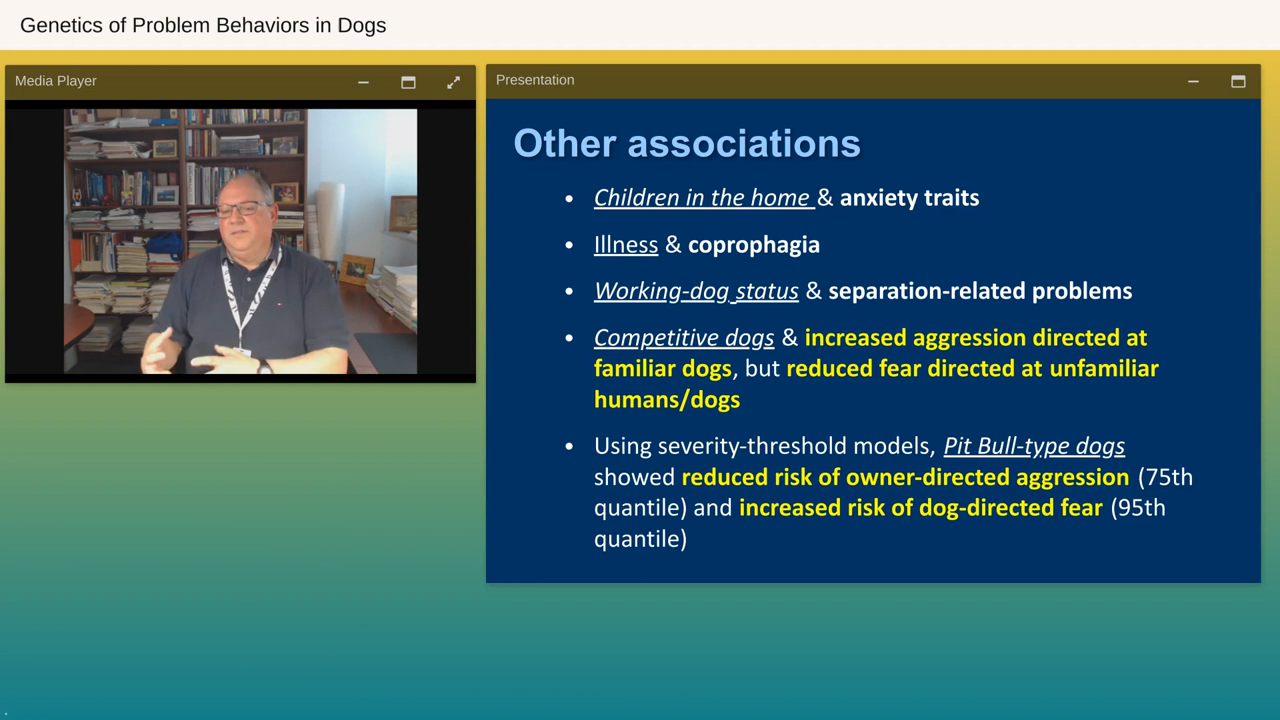 Genetics of Problem Behaviors in Dogs
Media Player
Presentation
Other associations
• Children in the home & anxiety traits
• Illness & coprophagia
• Working-dog status & separation-related problems
• Competitive dogs & increased aggression directed at
familiar dogs, but reduced fear directed at unfamiliar
humans/dogs
• Using severity-threshold models, Pit Bull-type dogs
showed reduced risk of owner-directed aggression (75th
quantile) and increased risk of dog-directed fear (95th
quantile)